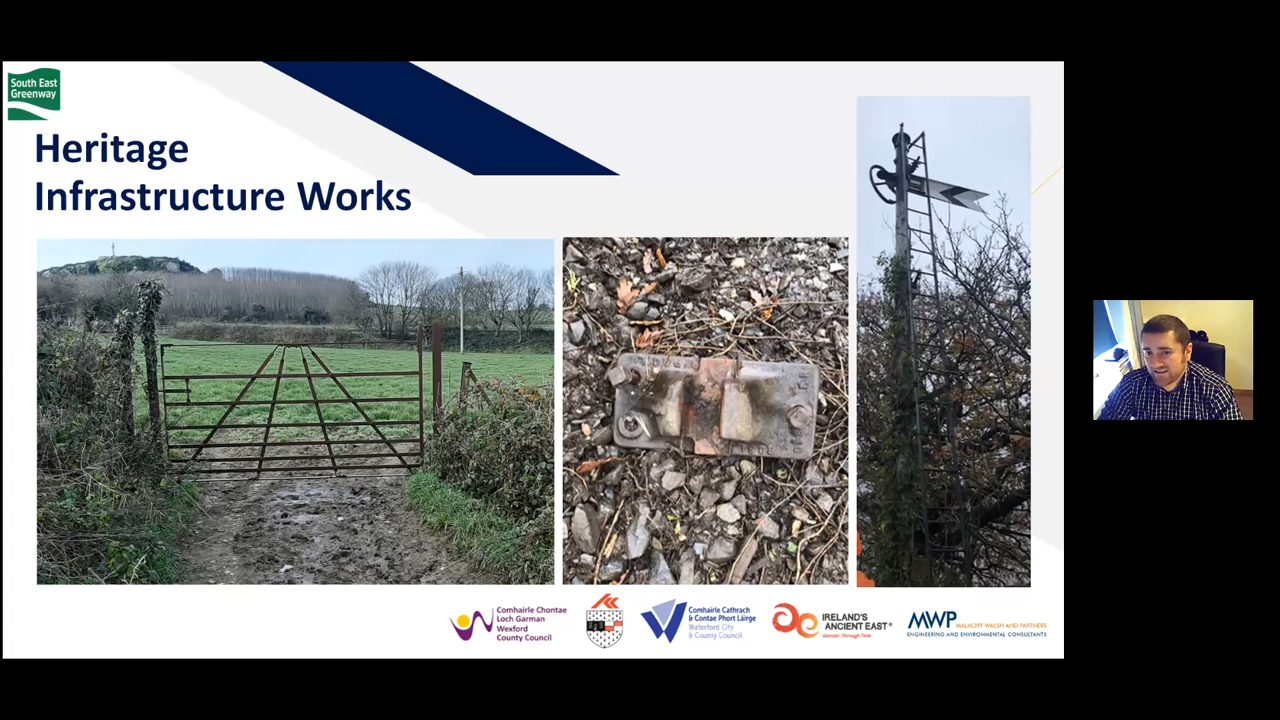 South East
Greenway
Heritage
Infrastructure Works
Comhairle Chontae
Loch Garman
Wexford
County Council
Comhairle Cathrach
& Contae Phort Láirge
Waterford City
& County Council
IRELAND'S
ANCIENT EAST
Wander Through Time
MWP
MALACHY WALSH AND PARTNERS
ENGINEERING AND ENVIRONMENTAL CONSULTANTS